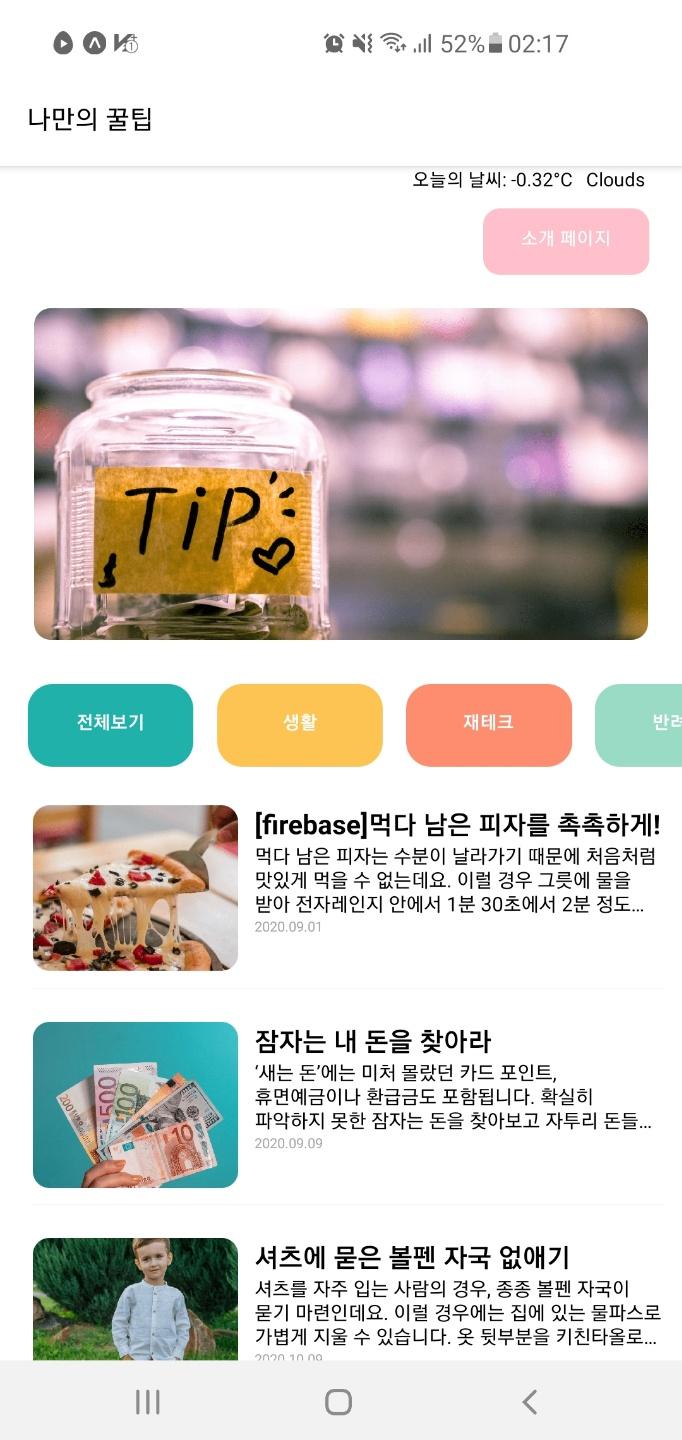 52% 02:17
나만의 꿀팁
오늘의 날씨: -0.32°C Clouds
소개 페이지
TiP
전체보기 생활 재테크 반려
[firebase]먹다 남은 피자를 촉촉하게!
먹다 남은 피자는 수분이 날라가기 때문에 처음처럼
맛있게 먹을 수 없는데요. 이럴 경우 그릇에 물을
받아 전자레인지 안에서 1분 30초에서 2분 정도...
2020.09.01
잠자는 내 돈을 찾아라
‘새는 돈’에는 미처 몰랐던 카드 포인트,
휴면예금이나 환급금도 포함됩니다. 확실히
파악하지 못한 잠자는 돈을 찾아보고 자투리 돈들...
2020.09.09
200 500 100 10
셔츠에 묻은 볼펜 자국 없애기
셔츠를 자주 입는 사람의 경우, 종종 볼펜 자국이
묻기 마련인데요. 이럴 경우에는 집에 있는 물파스로
가볍게 지울 수 있습니다. 옷 뒷부분을 키친타올로...
2020.10.09